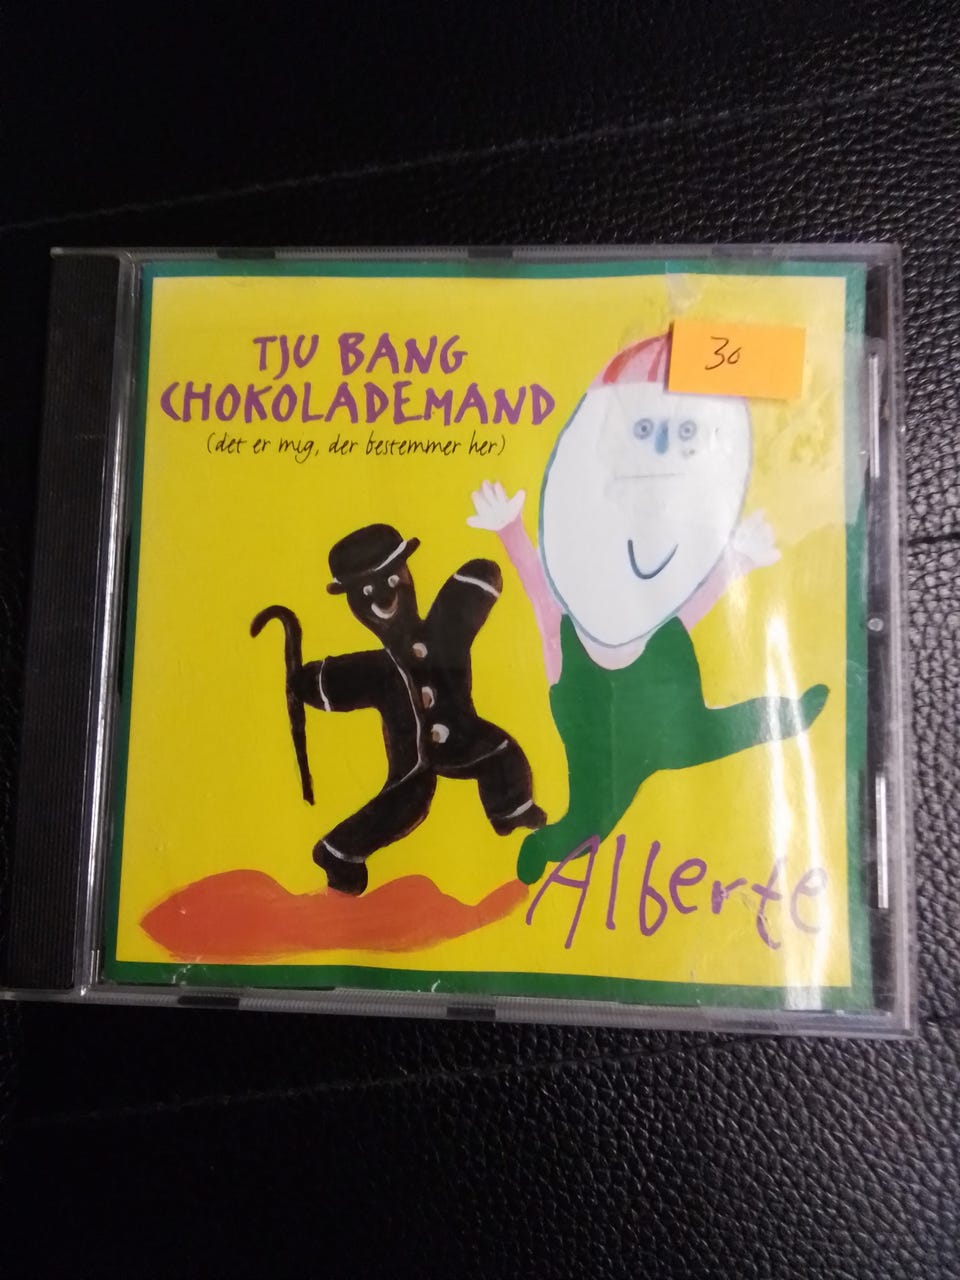 TJU BANG
CHOKOLADEMAND
(det er mig, der bestemmer her)
30
Alberte